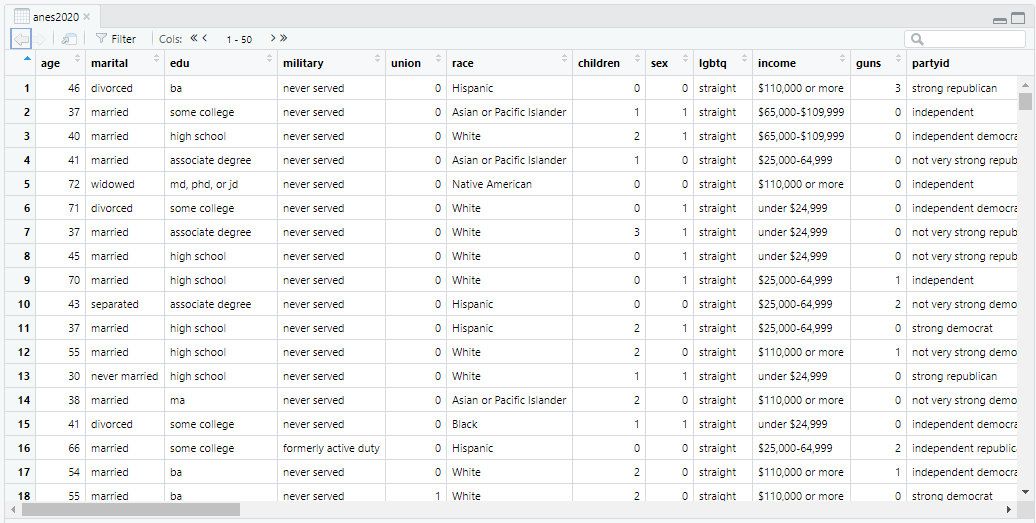 anes2020
Filter Cols: 1 - 50
age marital edu military union race children sex lgbtq income guns partyid
1 46 divorced ba never served 0 Hispanic 0 0 straight $110,000 or more 3 strong republican
2 37 married some college never served 0 Asian or Pacific Islander 1 1 straight $65,000-$109,999 0 independent
3 40 married high school never served 0 White 2 1 straight $65,000-$109,999 0 independent democra
4 41 married associate degree never served 0 Asian or Pacific Islander 1 0 straight $25,000-64,999 0 not very strong repub
5 72 widowed md, phd, or jd never served 0 Native American 0 0 straight $110,000 or more 0 independent
6 71 divorced some college never served 0 White 0 1 straight under $24,999 0 independent democra
7 37 married associate degree never served 0 White 3 1 straight under $24,999 0 not very strong repub
8 45 married high school never served 0 White 0 0 straight under $24,999 0 not very strong repub
9 70 married high school never served 0 White 0 1 straight $25,000-64,999 1 independent
10 43 separated associate degree never served 0 Hispanic 0 0 straight $25,000-64,999 2 not very strong demo
11 37 married high school never served 0 Hispanic 2 1 straight $25,000-64,999 0 strong democrat
12 55 married high school never served 0 White 2 0 straight $110,000 or more 1 not very strong demo
13 30 never married high school never served 0 White 1 1 straight under $24,999 0 strong republican
14 38 married ma never served 0 Asian or Pacific Islander 2 0 straight $110,000 or more 0 not very strong demo
15 41 divorced some college never served 0 Black 1 1 straight under $24,999 0 independent democra
16 66 married some college formerly active duty 0 Hispanic 0 0 straight $25,000-64,999 2 independent republic
17 54 married ba never served 0 White 2 0 straight $110,000 or more 1 independent democra
18 55 married ba never served 1 White 2 0 straight $110,000 or more 0 strong democrat